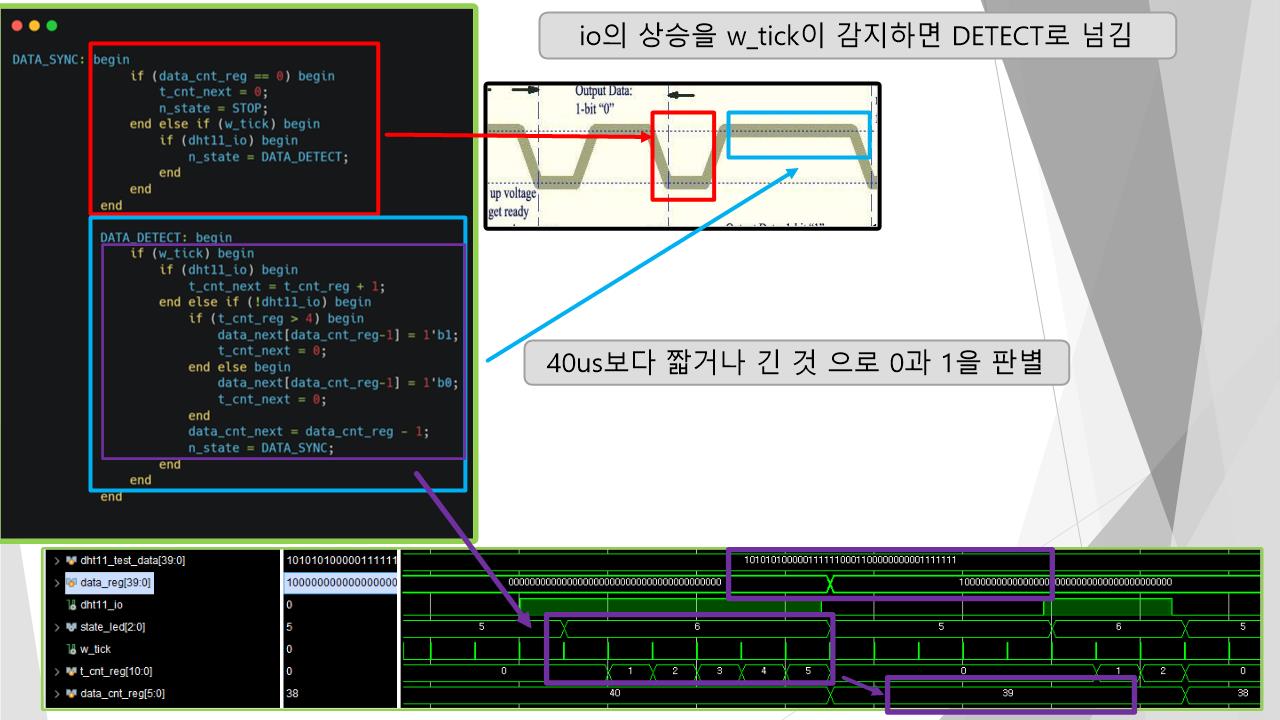 io의 상승을 w_tick이 감지하면 DETECT로 넘김
DATA_SYNC: begin
if (data_cnt_reg == 0) begin
t_cnt_next = 0;
n_state = STOP;
end else if (w_tick) begin
if (dht11_io) begin
n_state = DATA_DETECT;
end
end
end
DATA_DETECT: begin
if (w_tick) begin
if (dht11_io) begin
t_cnt_next = t_cnt_reg + 1;
end else if (!dht11_io) begin
if (t_cnt_reg > 4) begin
data_next[data_cnt_reg-1] = 1'b1;
t_cnt_next = 0;
end else begin
data_next[data_cnt_reg-1] = 1'b0;
t_cnt_next = 0;
end
data_cnt_next = data_cnt_reg - 1;
n_state = DATA_SYNC;
end
end
end
Output Data:
1-bit “0”
up voltage
get ready
40us보다 짧거나 긴 것 으로 0과 1을 판별
dht11_test_data[39:0]
data_reg[39:0] 
dht11_io 0
state_led[2:0] 5 5 6 5 6 5
w_tick 0
t_cnt_reg[10:0] 0 0 1 2 3 4 5 0 1 2 0
data_cnt_reg[5:0] 38 40 39 38